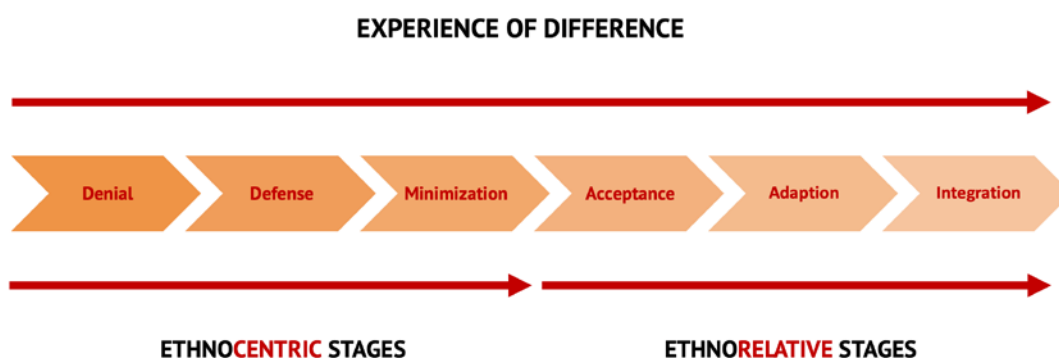 EXPERIENCE OF DIFFERENCE
Denial
Defense
Minimization
Acceptance
Adaption
Integration
ETHNOCENTRIC STAGES
ETHNORELATIVE STAGES